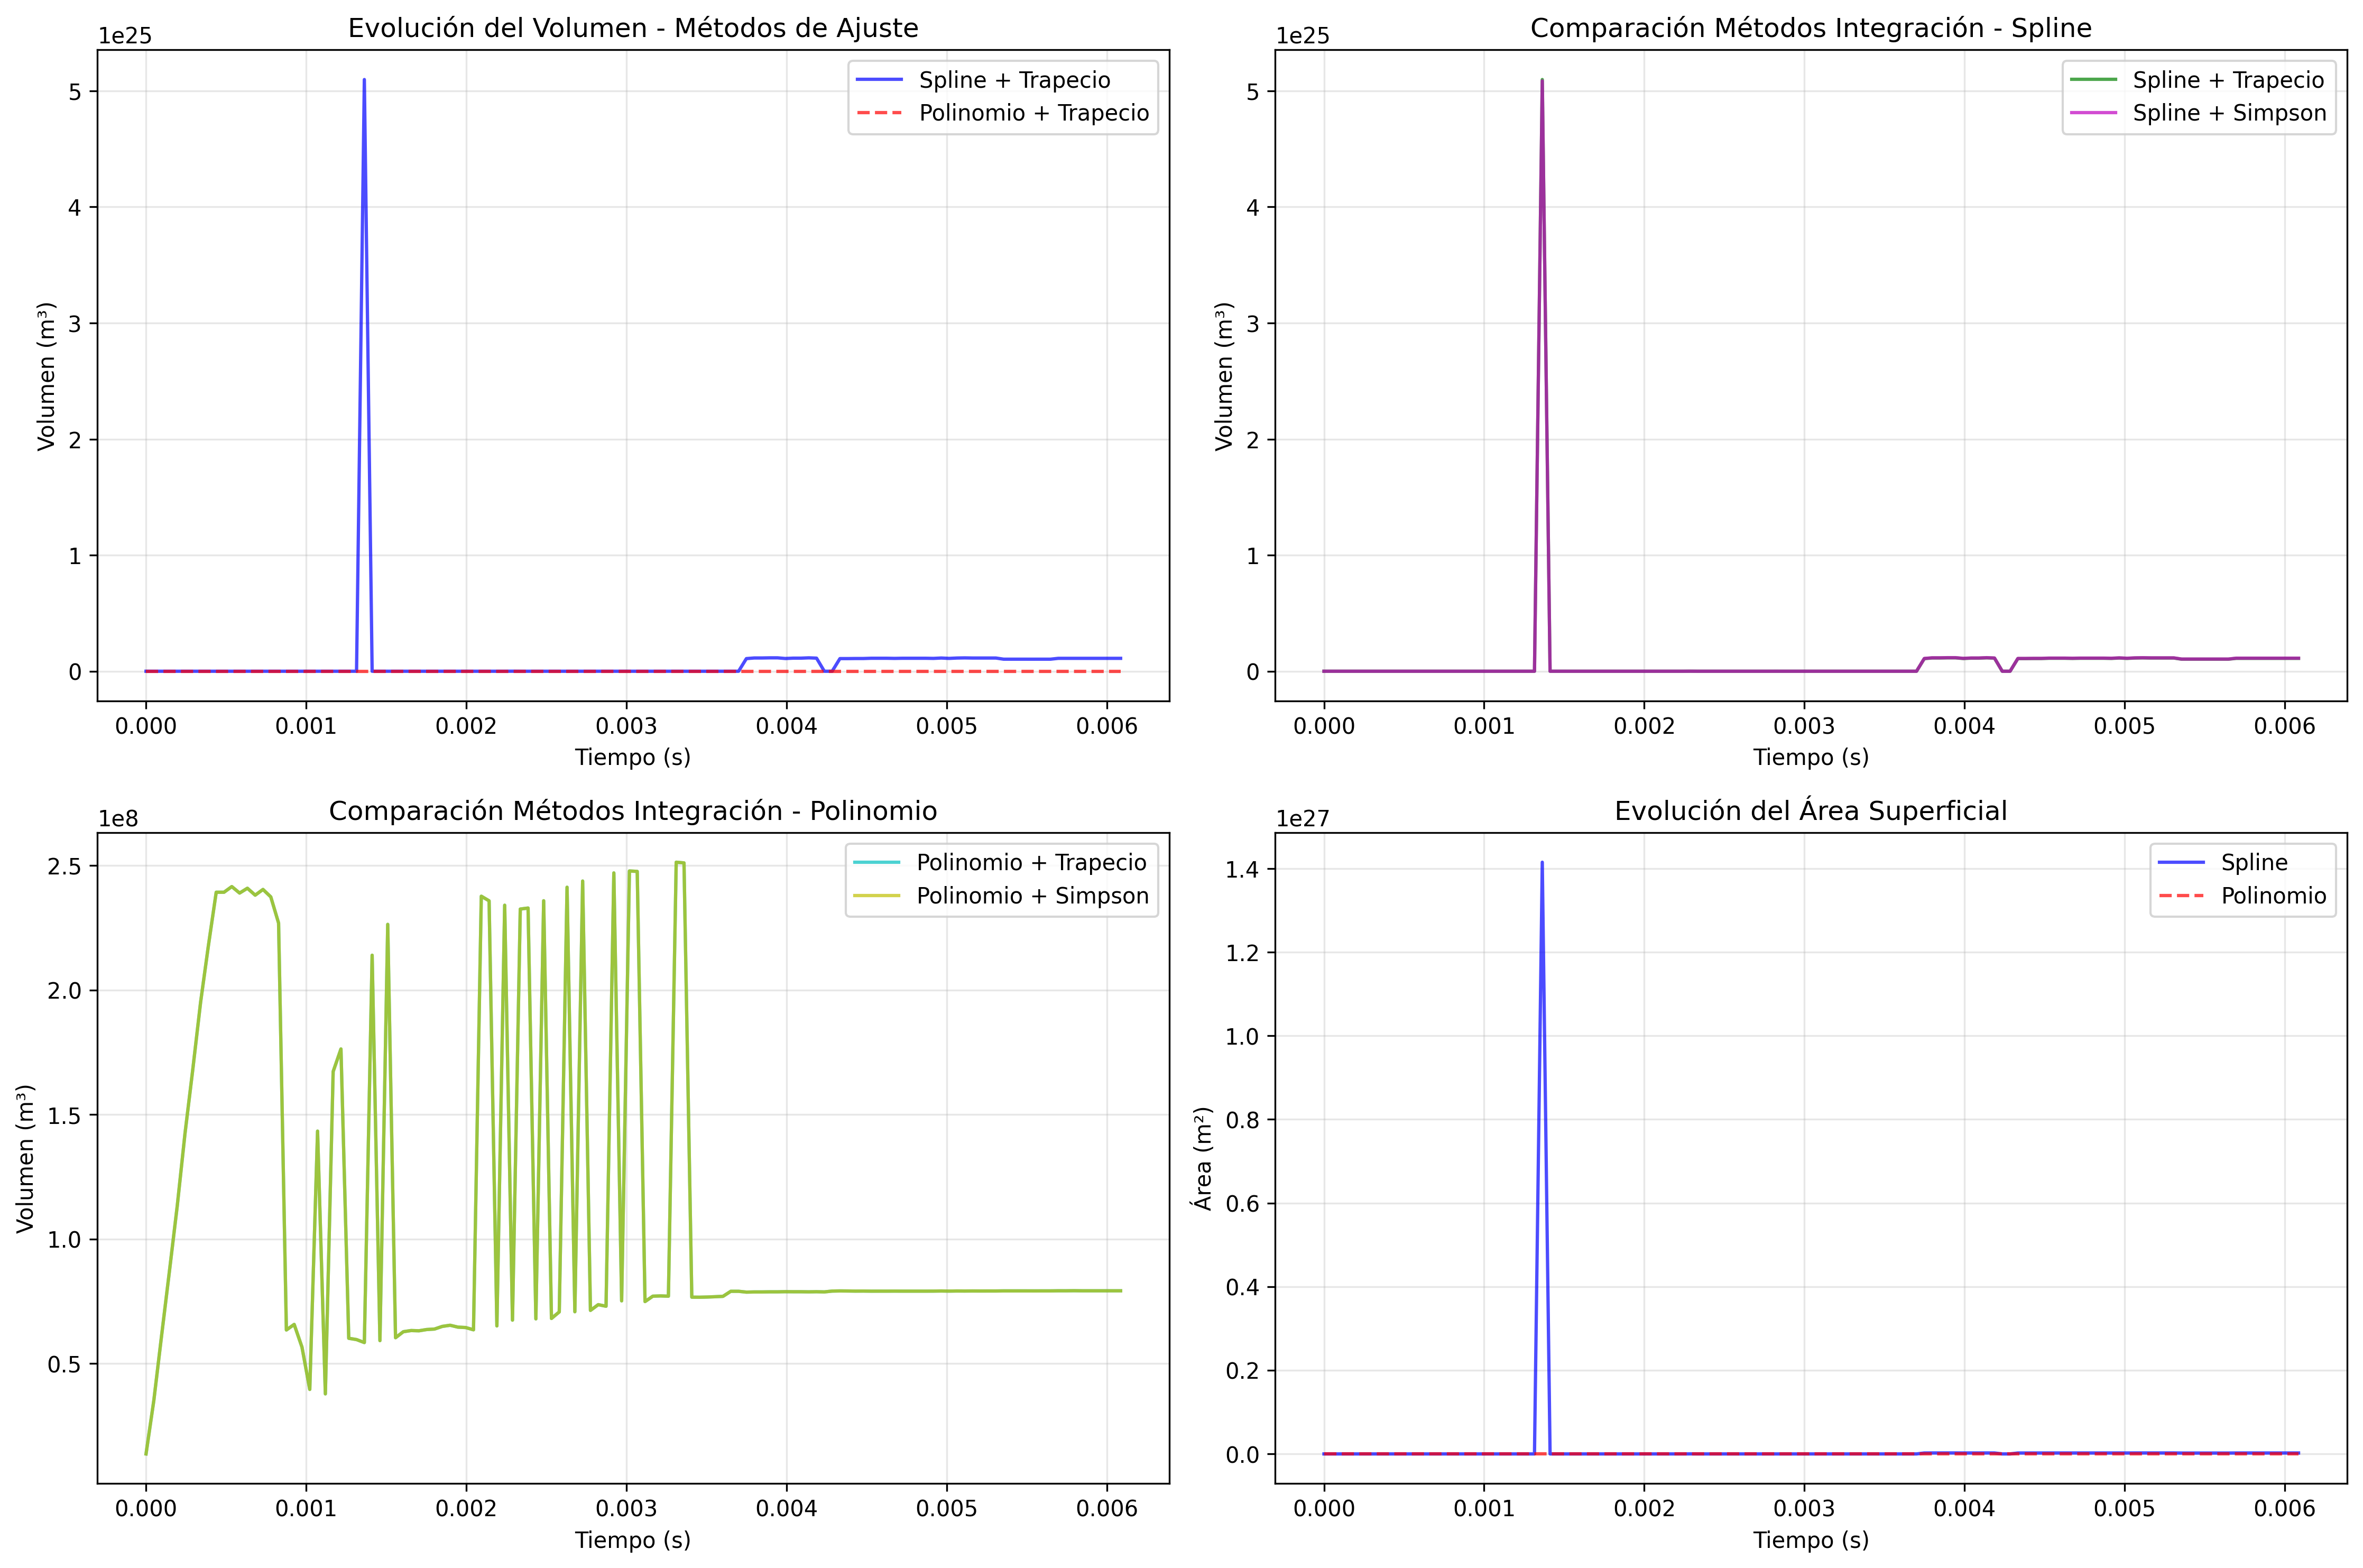 Evolución del Volumen - Métodos de Ajuste
1e25
Spline + Trapecio
Polinomio + Trapecio
5
4
3
2
1
0
Volumen (m³)
0.000 0.001 0.002 0.003 0.004 0.005 0.006
Tiempo (s)
Comparación Métodos Integración - Spline
1e25
Spline + Trapecio
Spline + Simpson
5
4
3
2
1
0
Volumen (m³)
0.000 0.001 0.002 0.003 0.004 0.005 0.006
Tiempo (s)
Comparación Métodos Integración - Polinomio
1e8
Polinomio + Trapecio
Polinomio + Simpson
2.5
2.0
1.5
1.0
0.5
Volumen (m³)
0.000 0.001 0.002 0.003 0.004 0.005 0.006
Tiempo (s)
Evolución del Área Superficial
1e27
Spline
Polinomio
1.4
1.2
1.0
0.8
0.6
0.4
0.2
0.0
Área (m²)
0.000 0.001 0.002 0.003 0.004 0.005 0.006
Tiempo (s)